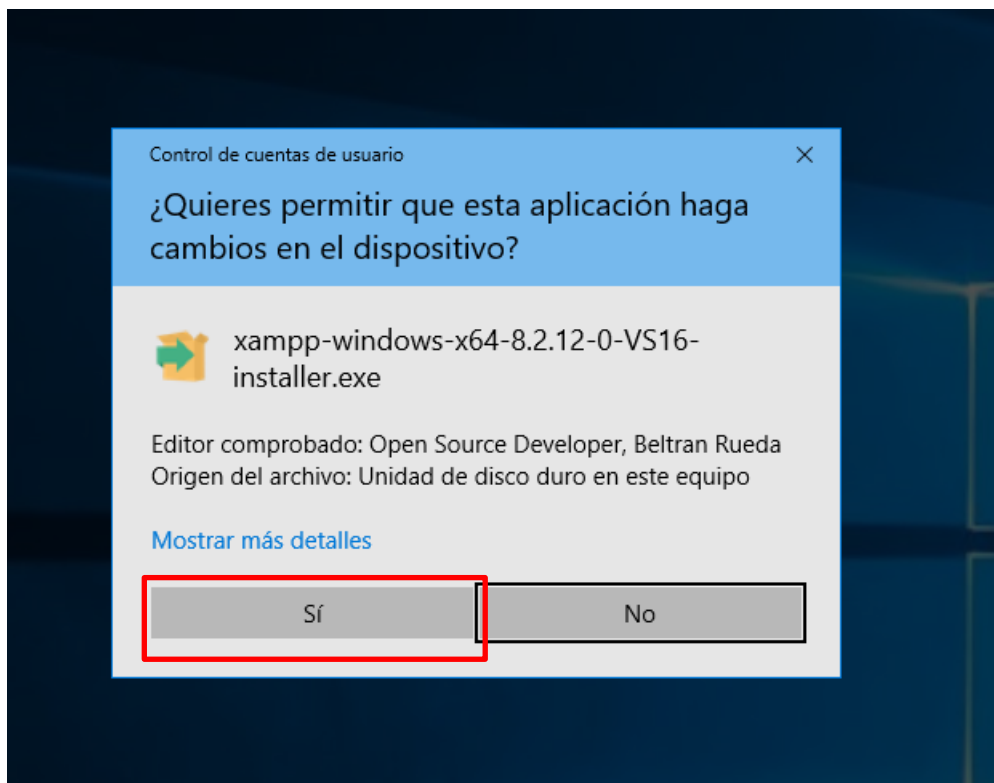 Control de cuentas de usuario
¿Quieres permitir que esta aplicación haga
cambios en el dispositivo?
xampp-windows-x64-8.2.12-0-VS16-
installer.exe
Editor comprobado: Open Source Developer, Beltran Rueda
Origen del archivo: Unidad de disco duro en este equipo
Mostrar más detalles
Sí
No